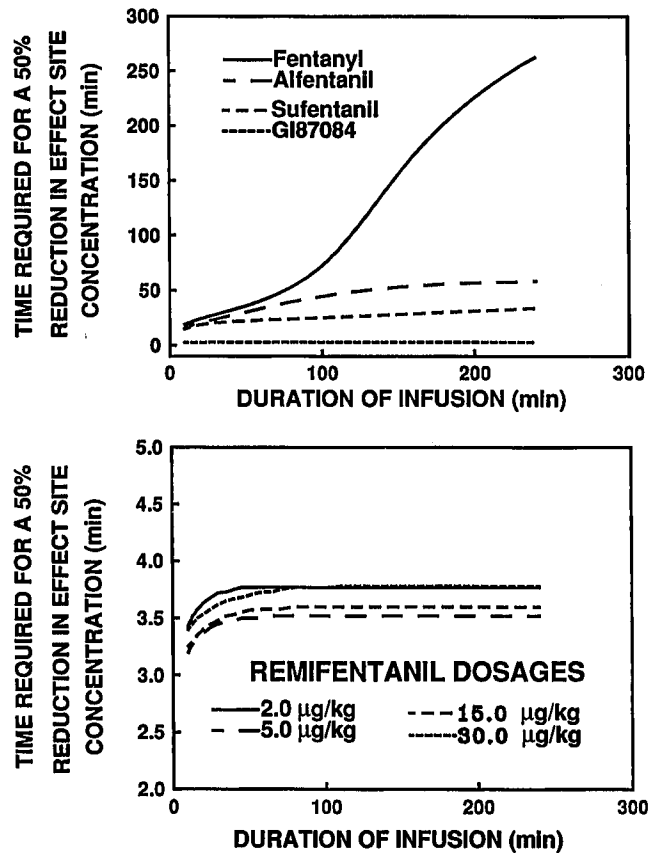 TIME REQUIRED FOR A 50%
REDUCTION IN EFFECT SITE
CONCENTRATION (min)
300
250
200
150
100
50
0
Fentanyl
Alfentanil
Sufentanil
GI87084
0
100
200
300
DURATION OF INFUSION (min)
TIME REQUIRED FOR A 50%
REDUCTION IN EFFECT SITE
CONCENTRATION (min)
5.0
4.5
4.0
3.5
3.0
2.5
2.0
REMIFENTANIL DOSAGES
2.0 µg/kg
5.0 µg/kg
15.0 µg/kg
30.0 µg/kg
0
100
200
300
DURATION OF INFUSION (min)